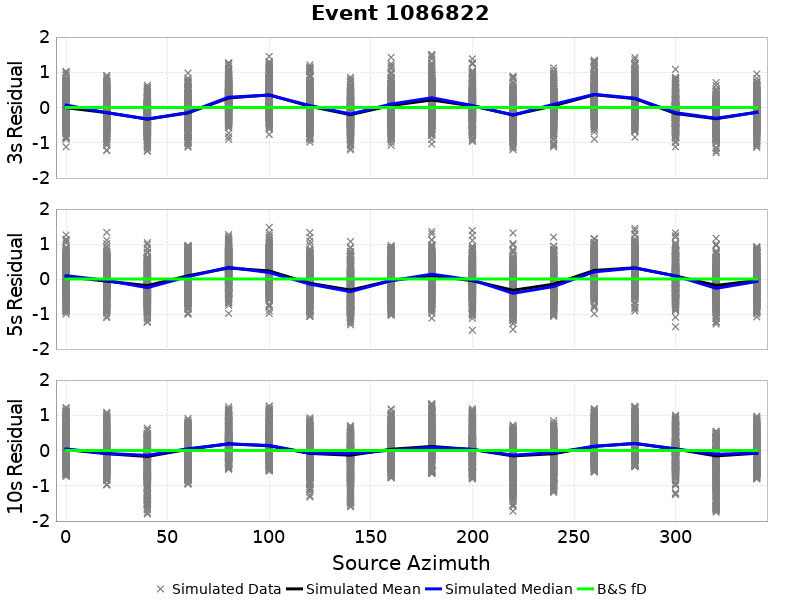 Event 1086822
3s Residual
2
1
0
-1
-2
5s Residual
2
1
0
-1
-2
10s Residual
2
1
0
-1
-2
0 50 100 150 200 250 300
Source Azimuth
Simulated Data Simulated Mean Simulated Median B&S fD